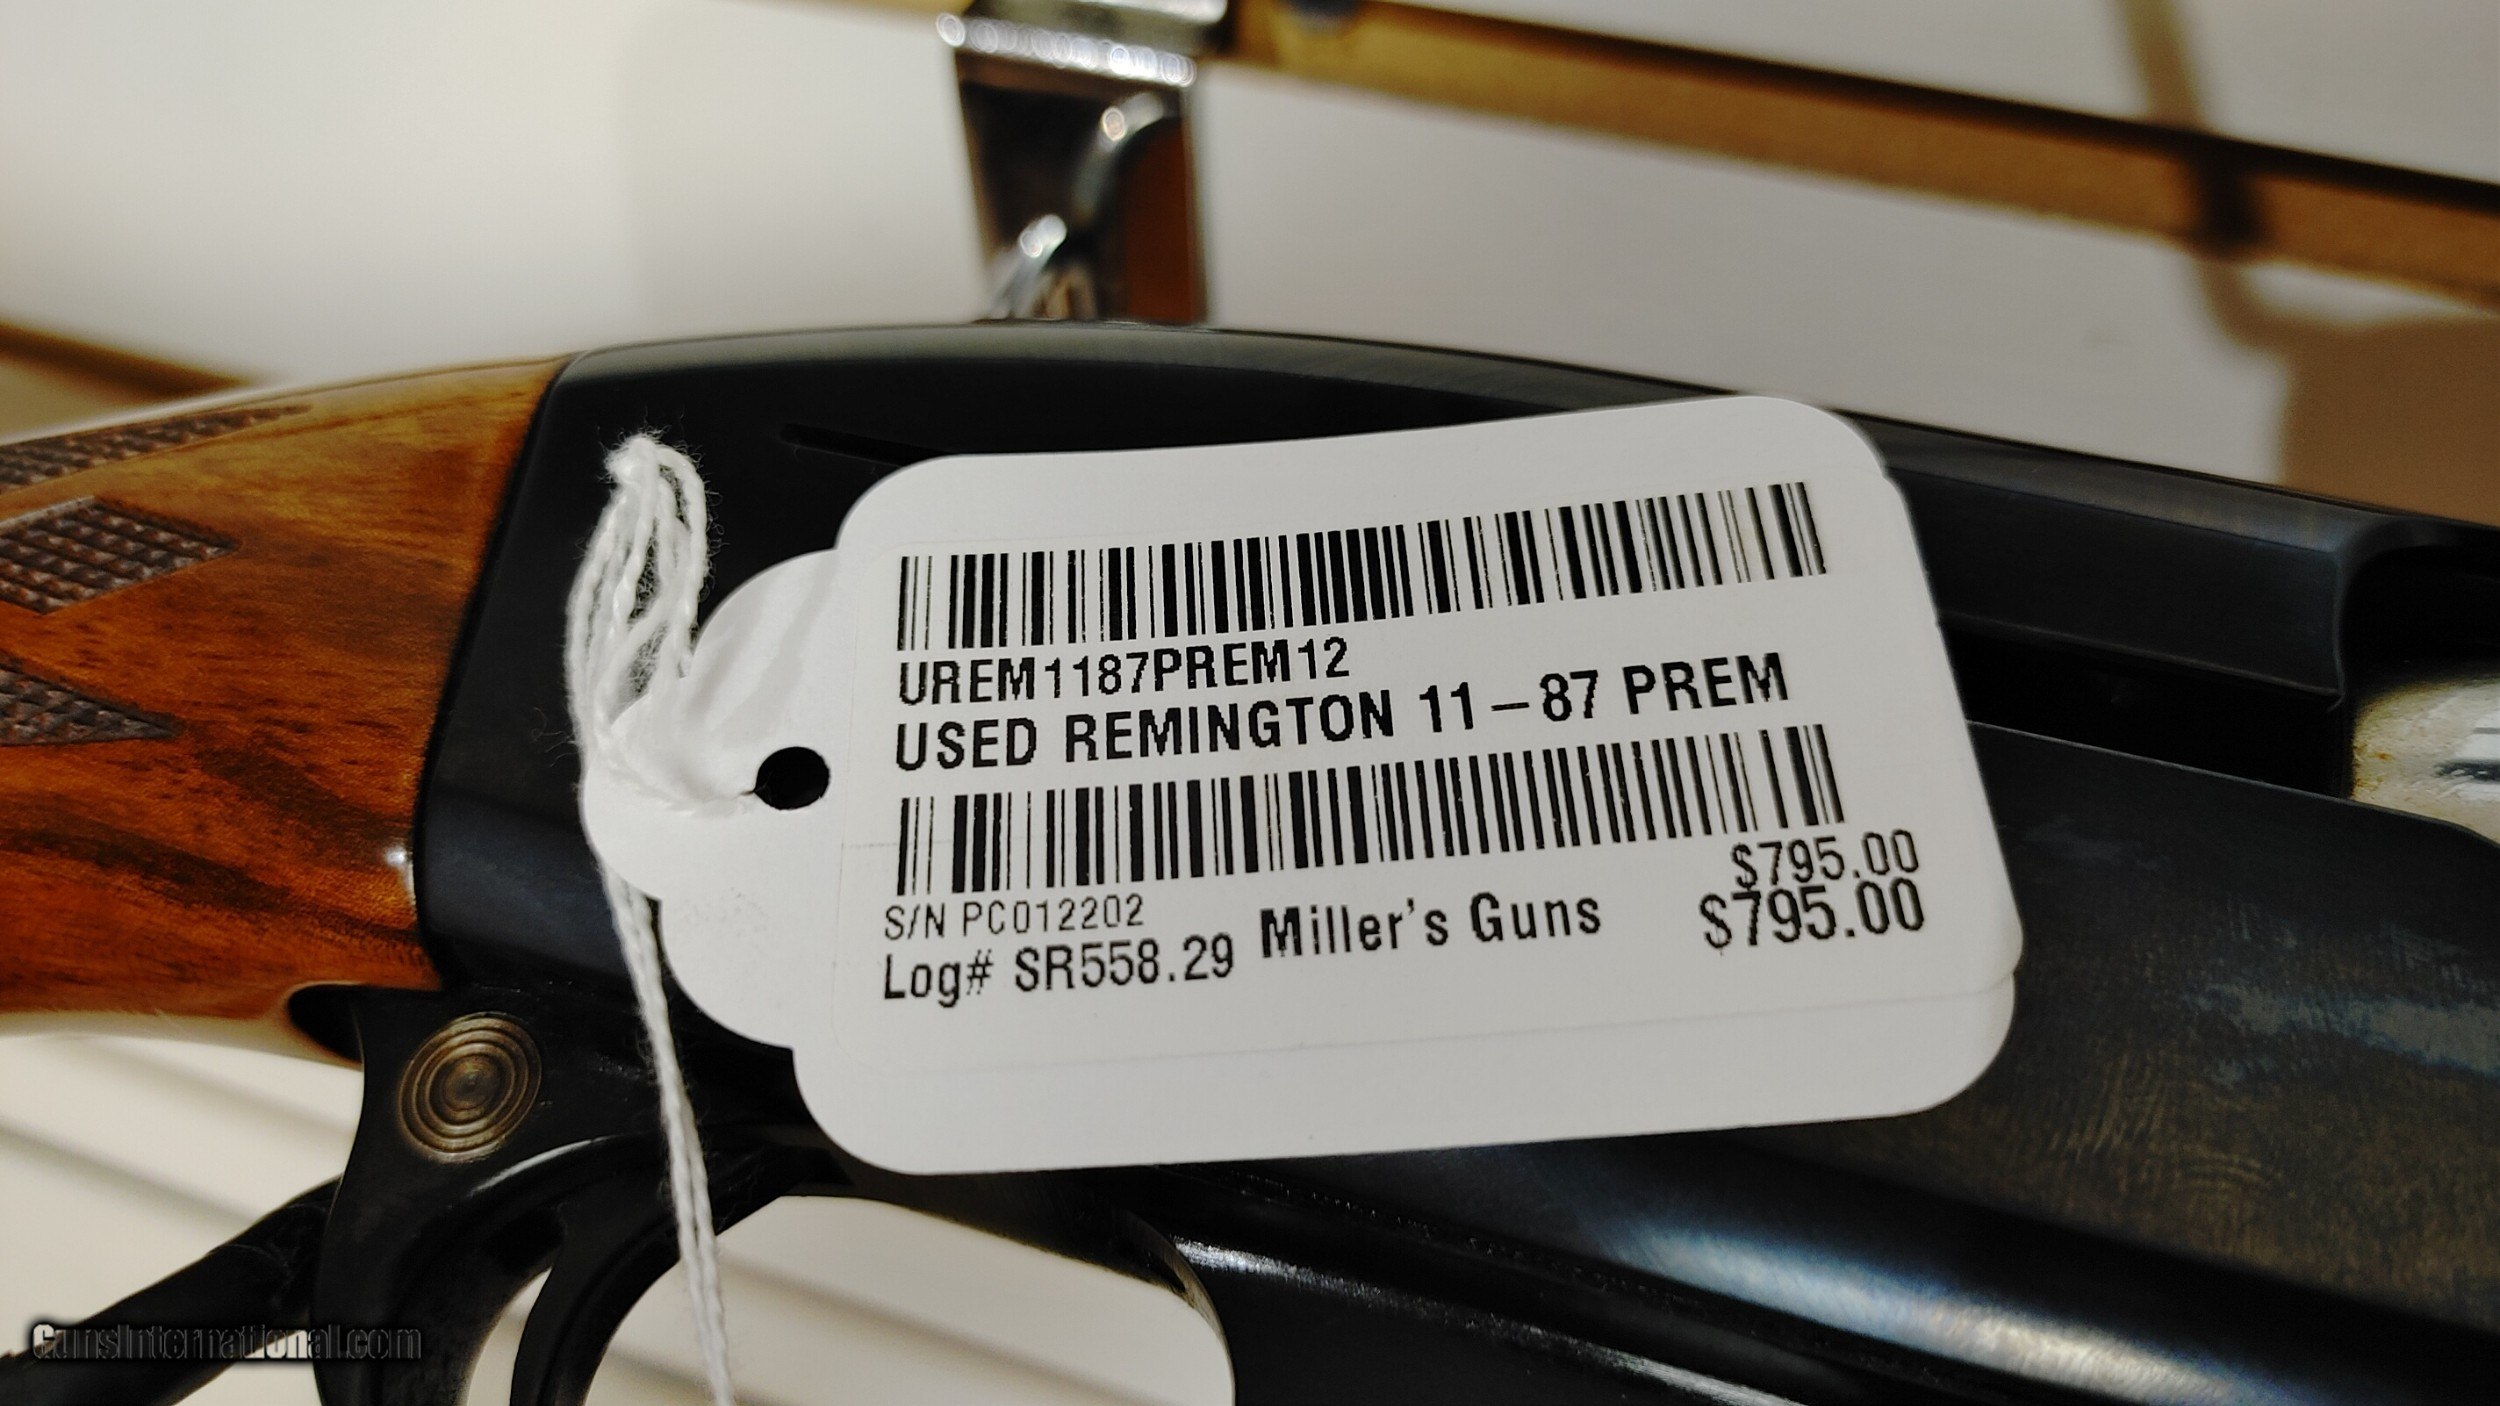 UREM1187PREM12
USED REMINGTON 11-87 PREM
$795.00
S/N PC012202
Log# SR558.29 Miller's Guns $795.00
GunsInternational.com